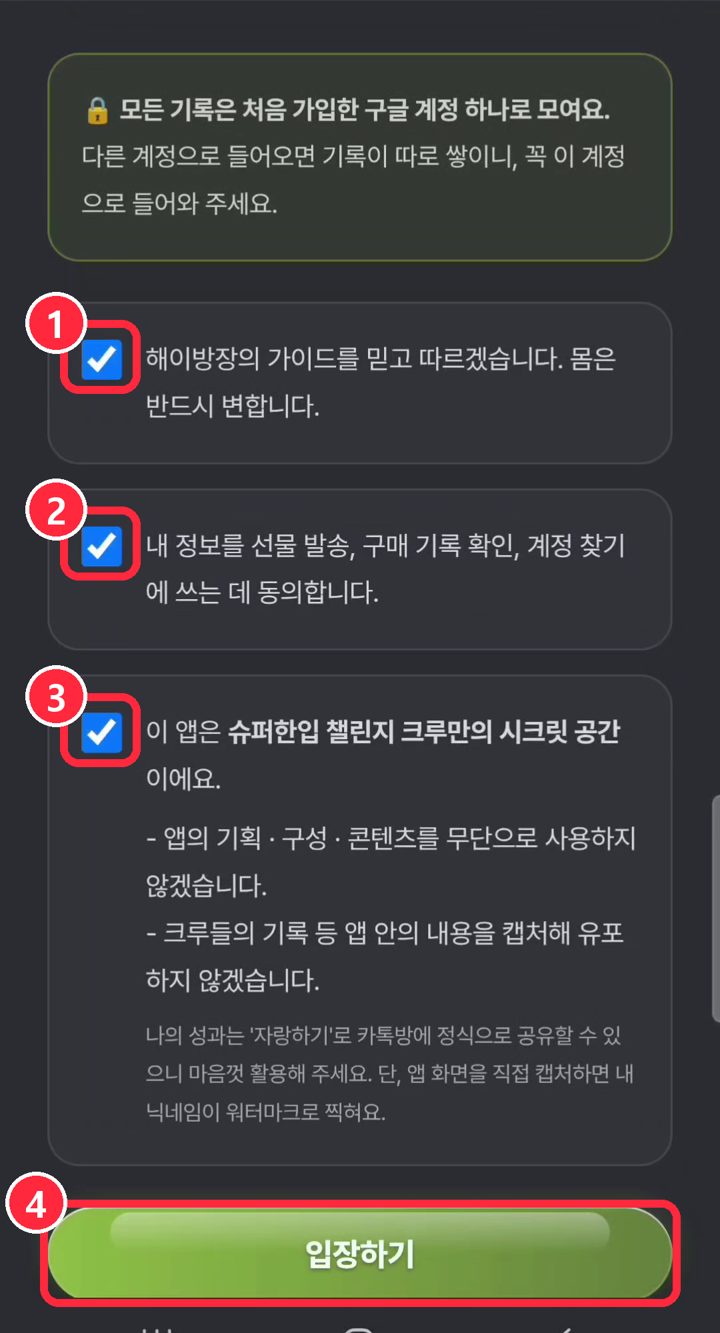 🔒 모든 기록은 처음 가입한 구글 계정 하나로 모여요.
다른 계정으로 들어오면 기록이 따로 쌓이니, 꼭 이 계정
으로 들어와 주세요.
1
해이방장의 가이드를 믿고 따르겠습니다. 몸은
반드시 변합니다.
2
내 정보를 선물 발송, 구매 기록 확인, 계정 찾기
에 쓰는 데 동의합니다.
3
이 앱은 슈퍼한입 챌린지 크루만의 시크릿 공간
이에요.
- 앱의 기획 · 구성 · 콘텐츠를 무단으로 사용하지
않겠습니다.
- 크루들의 기록 등 앱 안의 내용을 캡처해 유포
하지 않겠습니다.
나의 성과는 '자랑하기'로 카톡방에 정식으로 공유할 수 있
으니 마음껏 활용해 주세요. 단, 앱 화면을 직접 캡처하면 내
닉네임이 워터마크로 찍혀요.
4
입장하기